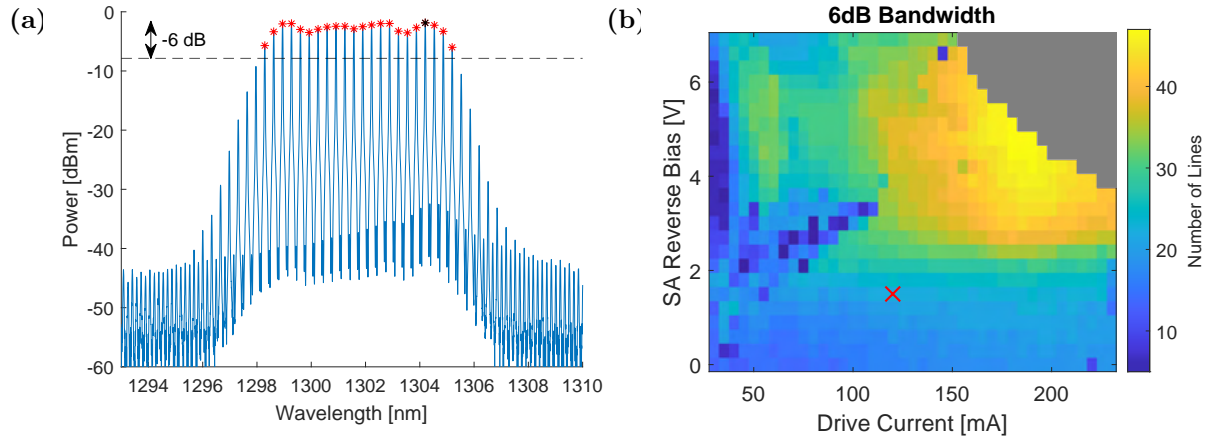 (a)
0
-10
-20
-30
-40
-50
-60
Power [dBm]
-6 dB
1294 1296 1298 1300 1302 1304 1306 1308 1310
Wavelength [nm]
(b)
6dB Bandwidth
6
4
2
0
SA Reverse Bias [V]
50 100 150 200
Drive Current [mA]
40
30
20
10
Number of Lines